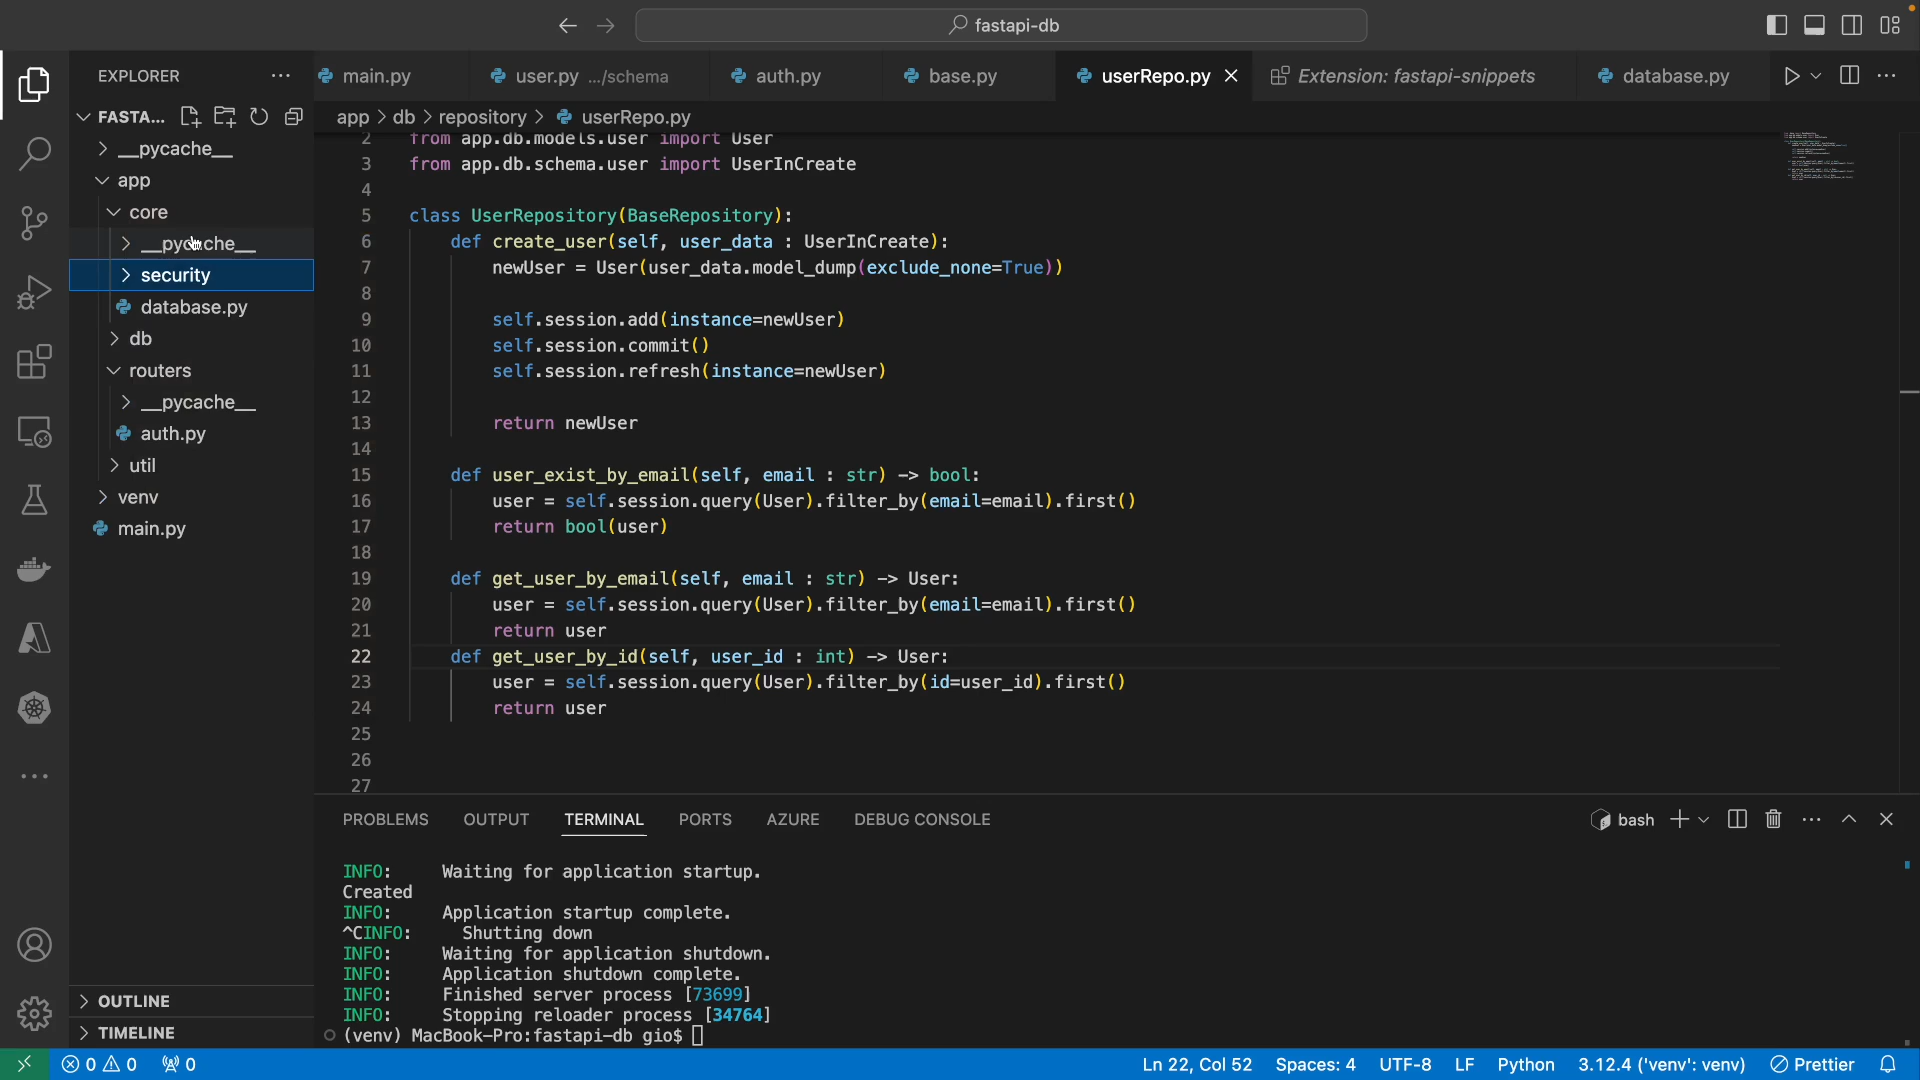 fastapi-db
EXPLORER
main.py
user.py .../schema
auth.py
base.py
userRepo.py
Extension: fastapi-snippets
database.py
FASTA...
app > db > repository > userRepo.py
__pycache__
app
core
__pycache__
security
database.py
db
routers
__pycache__
auth.py
util
venv
main.py
OUTLINE
TIMELINE
2 from app.db.models.user import User
3 from app.db.schema.user import UserInCreate
4
5 class UserRepository(BaseRepository):
6 def create_user(self, user_data : UserInCreate):
7 newUser = User(user_data.model_dump(exclude_none=True))
8
9 self.session.add(instance=newUser)
10 self.session.commit()
11 self.session.refresh(instance=newUser)
12
13 return newUser
14
15 def user_exist_by_email(self, email : str) -> bool:
16 user = self.session.query(User).filter_by(email=email).first()
17 return bool(user)
18
19 def get_user_by_email(self, email : str) -> User:
20 user = self.session.query(User).filter_by(email=email).first()
21 return user
22 def get_user_by_id(self, user_id : int) -> User:
23 user = self.session.query(User).filter_by(id=user_id).first()
24 return user
25
26
27
PROBLEMS OUTPUT TERMINAL PORTS AZURE DEBUG CONSOLE
bash
INFO: Waiting for application startup.
Created
INFO: Application startup complete.
^CINFO: Shutting down
INFO: Waiting for application shutdown.
INFO: Application shutdown complete.
INFO: Finished server process [73699]
INFO: Stopping reloader process [34764]
(venv) MacBook-Pro:fastapi-db gio$
0 0 0 Ln 22, Col 52 Spaces: 4 UTF-8 LF Python 3.12.4 ('venv': venv) Prettier